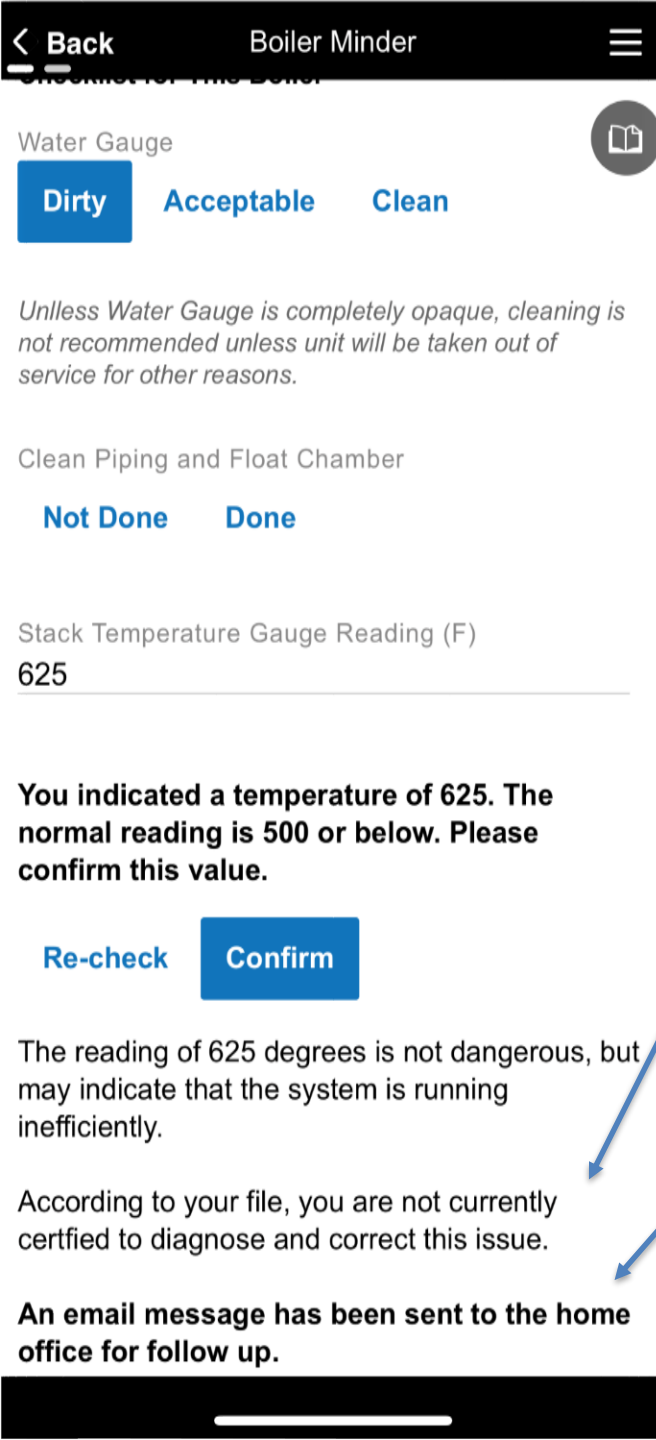 Back Boiler Minder
Checklist for This Boiler
Water Gauge
Dirty Acceptable Clean
Unlless Water Gauge is completely opaque, cleaning is
not recommended unless unit will be taken out of
service for other reasons.
Clean Piping and Float Chamber
Not Done Done
Stack Temperature Gauge Reading (F)
625
You indicated a temperature of 625. The
normal reading is 500 or below. Please
confirm this value.
Re-check Confirm
The reading of 625 degrees is not dangerous, but
may indicate that the system is running
inefficiently.
According to your file, you are not currently
certfied to diagnose and correct this issue.
An email message has been sent to the home
office for follow up.